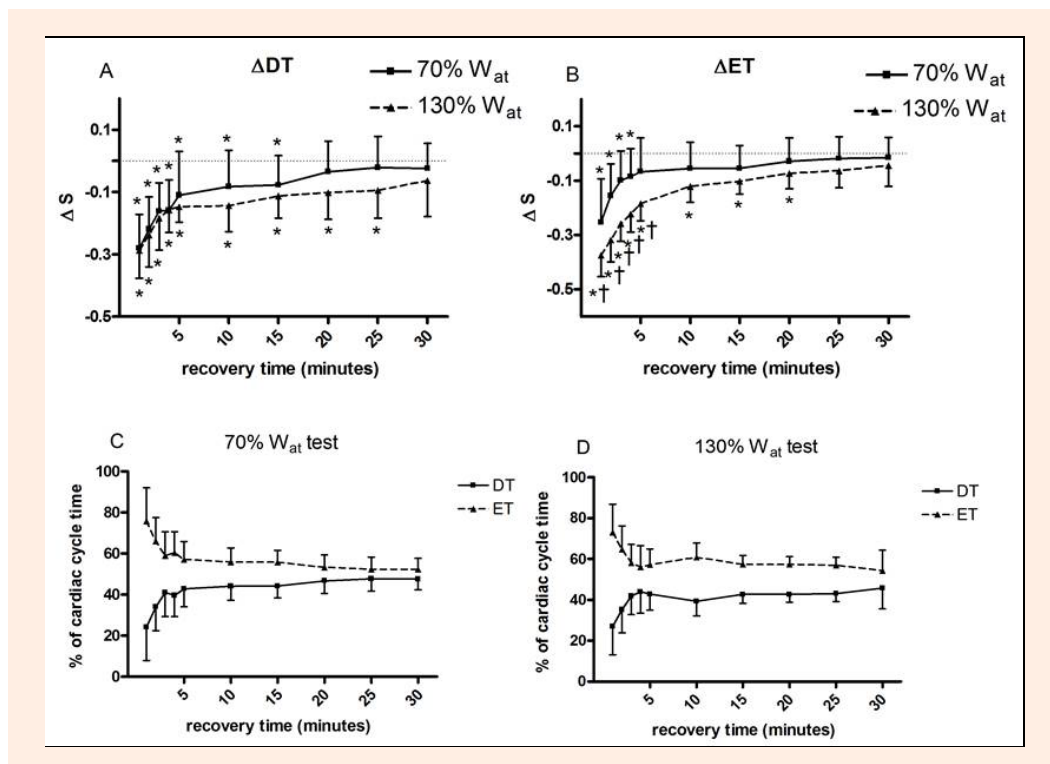 A
ΔDT
70% Wat
130% Wat
0.1
-0.1
-0.3
-0.5
Δ S
* * * * * * *
* * * * * * * * *
5 10 15 20 25 30
recovery time (minutes)
B
ΔET
70% Wat
130% Wat
0.1
-0.1
-0.3
-0.5
Δ S
* * * *
*† *† *† *† *† * * *
5 10 15 20 25 30
recovery time (minutes)
C
70% Wat test
DT
ET
100
80
60
40
20
0
% of cardiac cycle time
5 10 15 20 25 30
recovery time (minutes)
D
130% Wat test
DT
ET
100
80
60
40
20
0
% of cardiac cycle time
5 10 15 20 25 30
recovery time (minutes)